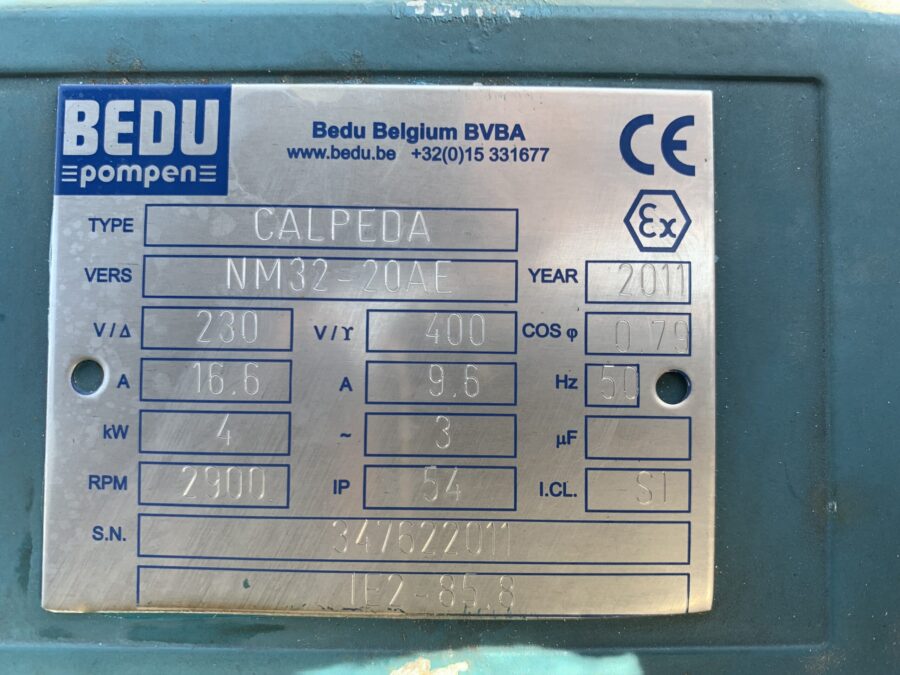 BEDU
pompen
Bedu Belgium BVBA
www.bedu.be +32(0)15 331677
CE
Ex
TYPE CALPEDA
VERS NM32-20AE YEAR 2011
V/Δ 230 V/Y 400 COS φ 0.79
A 16.6 A 9.6 Hz 50
kW 4 ~ 3 µF
RPM 2900 IP 54 I.CL. S1
S.N. 347622011
IE2-85.8